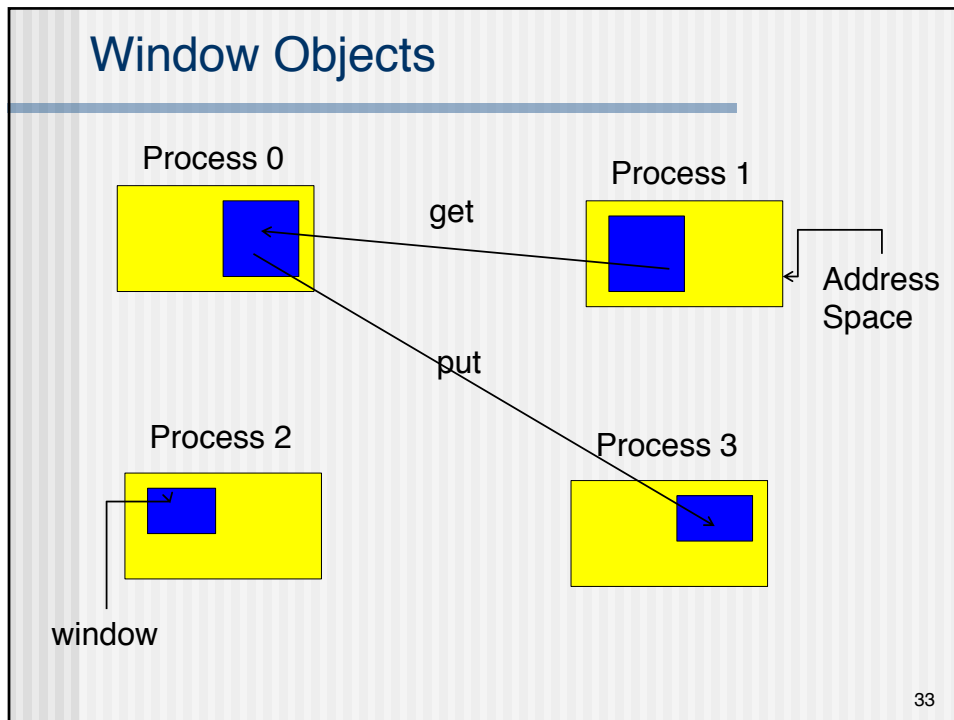 Window Objects
Process 0
Process 1
get
Address
Space
put
Process 2
Process 3
window
33